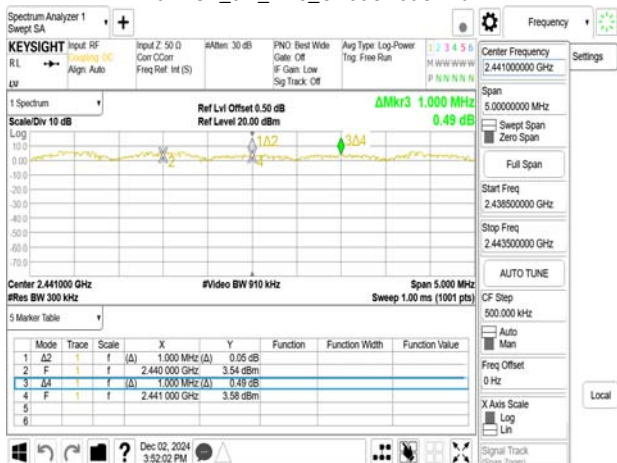 Spectrum Analyzer 1
Swept SA
+
Frequency
KEYSIGHT
RL
Input: RF
Coupling: DC
Align: Auto
Input Z: 50 Ω
Corr CCorr
Freq Ref: Int (S)
#Atten: 30 dB
PNO: Best Wide
Gate: Off
IF Gain: Low
Sig Track: Off
Avg Type: Log-Power
Trig: Free Run
1 2 3 4 5 6
M W W W W W
P N N N N N
1 Spectrum
Scale/Div 10 dB
Ref Lvl Offset 0.50 dB
Ref Level 20.00 dBm
ΔMkr3 1.000 MHz
0.49 dB
Log
10.0
0.00
-10.0
-20.0
-30.0
-40.0
-50.0
-60.0
-70.0
2
1Δ2
4
3Δ4
Center 2.441000 GHz
#Res BW 300 kHz
#Video BW 910 kHz
Span 5.000 MHz
Sweep 1.00 ms (1001 pts)
5 Marker Table
Mode Trace Scale X Y Function Function Width Function Value
1 Δ2 1 f (Δ) 1.000 MHz (Δ) 0.05 dB
2 F 1 f 2.440 000 GHz 3.54 dBm
3 Δ4 1 f (Δ) 1.000 MHz (Δ) 0.49 dB
4 F 1 f 2.441 000 GHz 3.58 dBm
5
6
?
Dec 02, 2024
3:52:02 PM
Center Frequency
2.441000000 GHz
Settings
Span
5.00000000 MHz
Swept Span
Zero Span
Full Span
Start Freq
2.438500000 GHz
Stop Freq
2.443500000 GHz
AUTO TUNE
CF Step
500.000 kHz
Auto
Man
Freq Offset
0 Hz
Local
X Axis Scale
Log
Lin
Signal Track